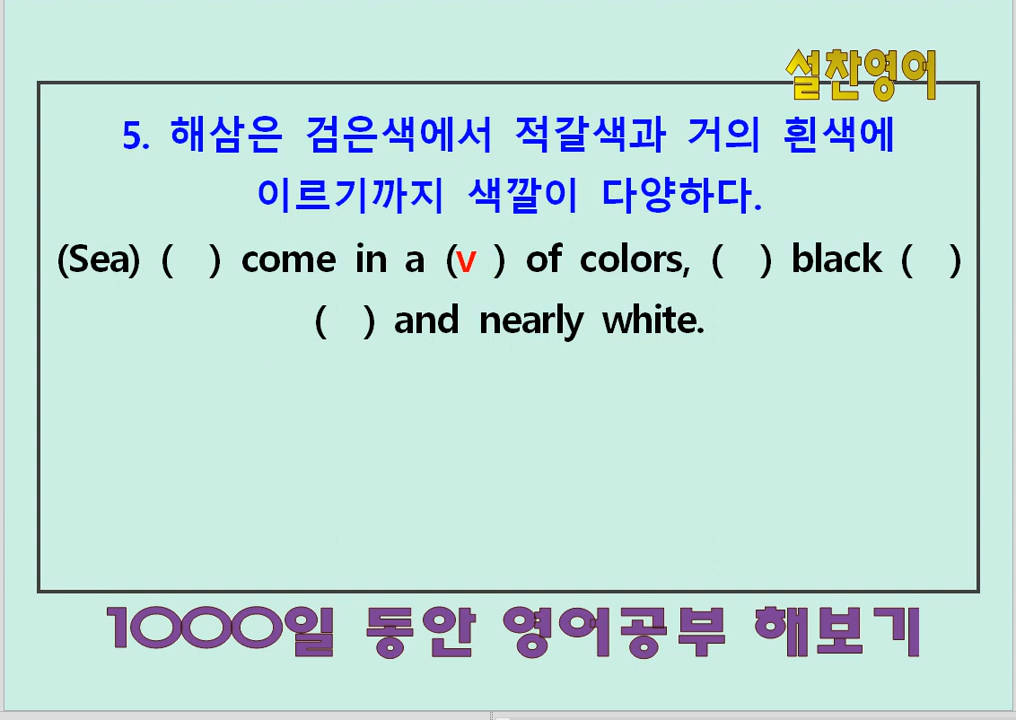 설찬영어
5. 해삼은 검은색에서 적갈색과 거의 흰색에
이르기까지 색깔이 다양하다.
(Sea) ( ) come in a (v ) of colors, ( ) black ( )
( ) and nearly white.
1000일 동안 영어공부 해보기